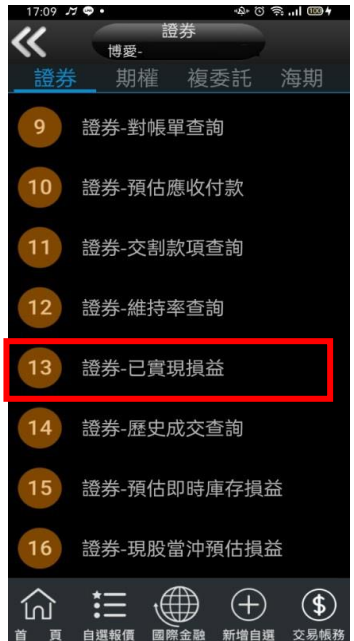 17:09
100
證券
博愛-
證券 期權 複委託 海期
9 證券-對帳單查詢
10 證券-預估應收付款
11 證券-交割款項查詢
12 證券-維持率查詢
13 證券-已實現損益
14 證券-歷史成交查詢
15 證券-預估即時庫存損益
16 證券-現股當沖預估損益
首 頁 自選報價 國際金融 新增自選 交易帳務